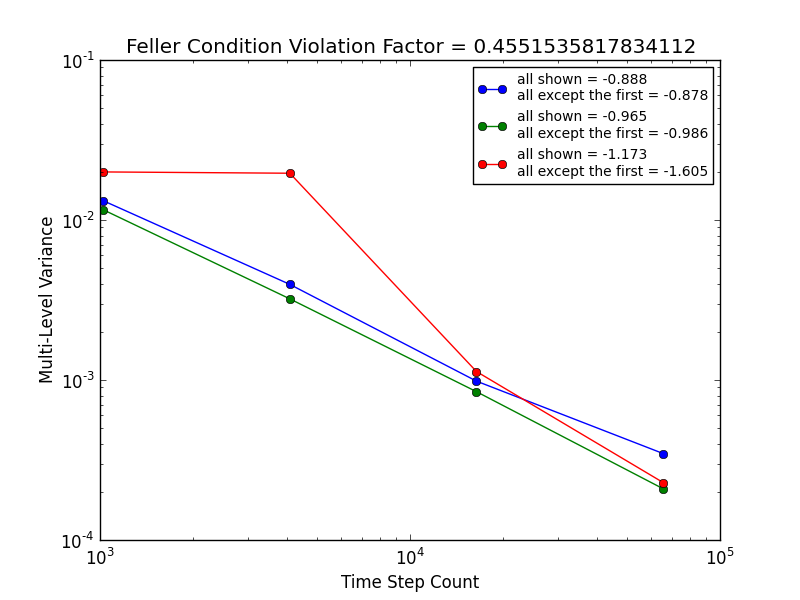 Feller Condition Violation Factor = 0.4551535817834112
10^-1
10^-2
10^-3
10^-4
Multi-Level Variance
all shown = -0.888
all except the first = -0.878
all shown = -0.965
all except the first = -0.986
all shown = -1.173
all except the first = -1.605
10^3
10^4
10^5
Time Step Count